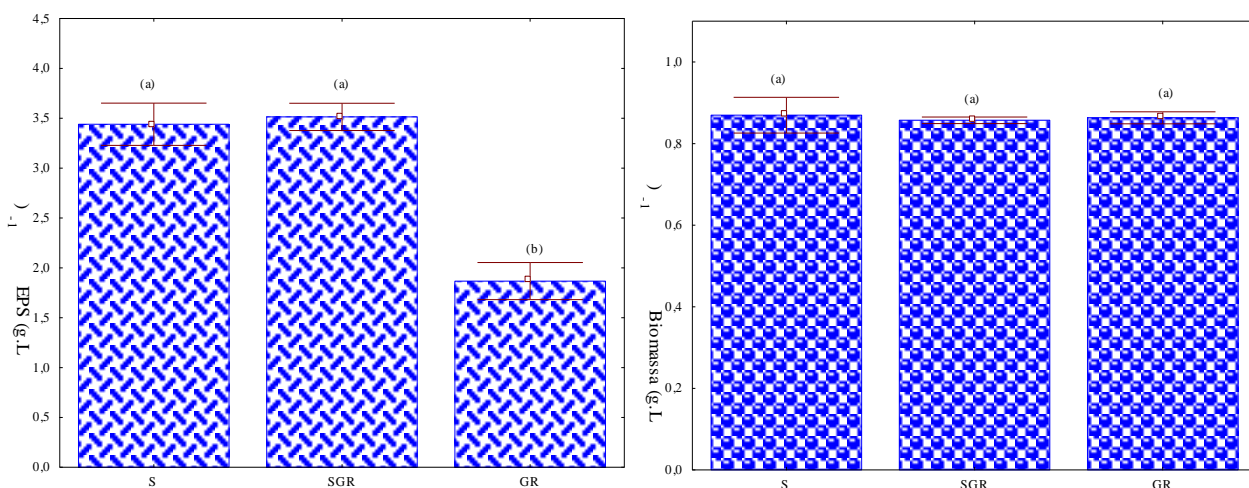 4,5
4,0
3,5
3,0
2,5
2,0
1,5
1,0
0,5
0,0
EPS (g.L
-1
)
(a)
(a)
(b)
S
SGR
GR
1,0
0,8
0,6
0,4
0,2
0,0
Biomassa (g.L
-1
)
(a)
(a)
(a)
S
SGR
GR